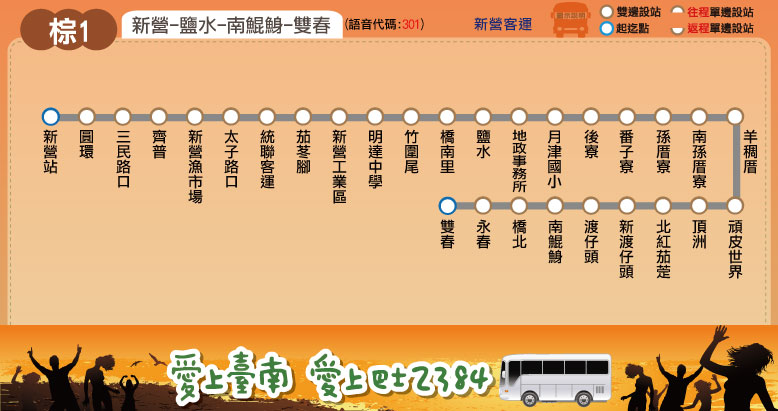 棕1
新營-鹽水-南鯤鯓-雙春
(語音代碼:301)
新營客運
圖示說明
雙邊設站
往程單邊設站
起迄點
返程單邊設站
新營站
圓環
三民路口
齊普
新營漁市場
太子路口
統聯客運
茄苳腳
新營工業區
明達中學
竹圍尾
橋南里
鹽水
地政事務所
月津國小
後寮
番子寮
孫厝寮
南孫厝寮
羊稠厝
雙春
永春
橋北
南鯤鯓
渡仔頭
新渡仔頭
北紅茄萣
頂洲
頑皮世界
愛上臺南 愛上巴士2384